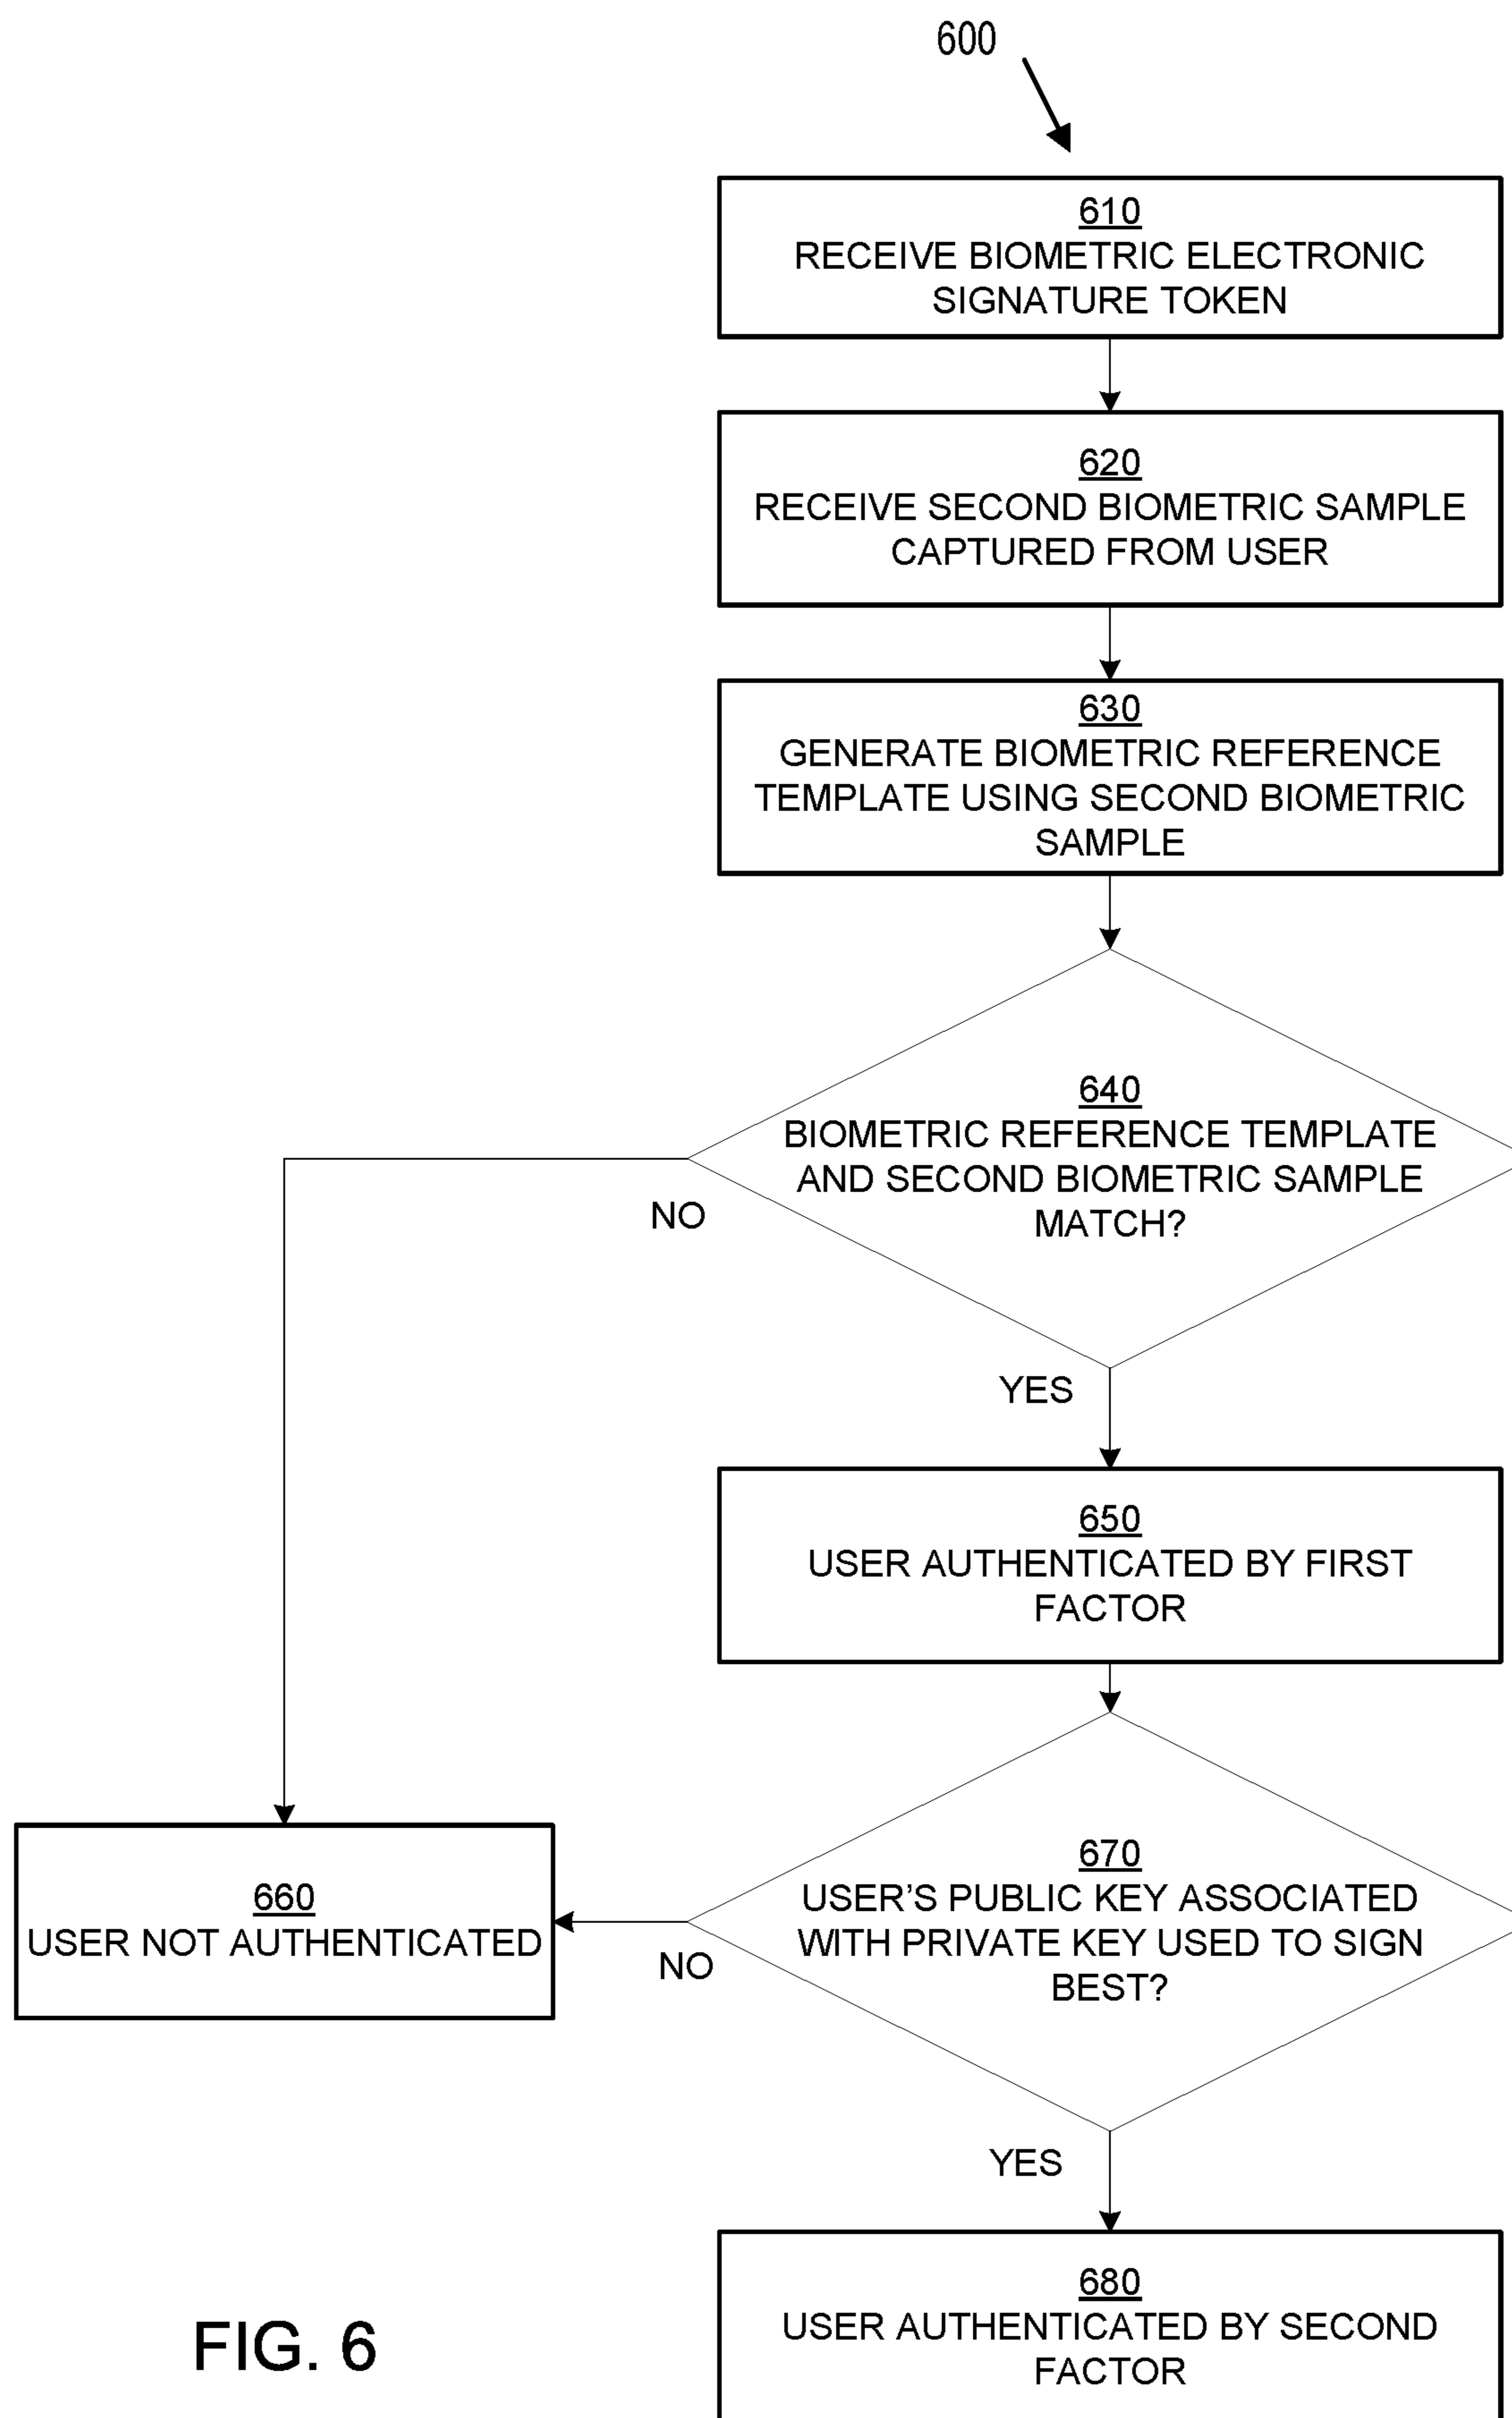 600
610
RECEIVE BIOMETRIC ELECTRONIC
SIGNATURE TOKEN
620
RECEIVE SECOND BIOMETRIC SAMPLE
CAPTURED FROM USER
630
GENERATE BIOMETRIC REFERENCE
TEMPLATE USING SECOND BIOMETRIC
SAMPLE
640
BIOMETRIC REFERENCE TEMPLATE
AND SECOND BIOMETRIC SAMPLE
MATCH?
NO
YES
650
USER AUTHENTICATED BY FIRST
FACTOR
660
USER NOT AUTHENTICATED
670
USER’S PUBLIC KEY ASSOCIATED
WITH PRIVATE KEY USED TO SIGN
BEST?
NO
YES
680
USER AUTHENTICATED BY SECOND
FACTOR
FIG. 6